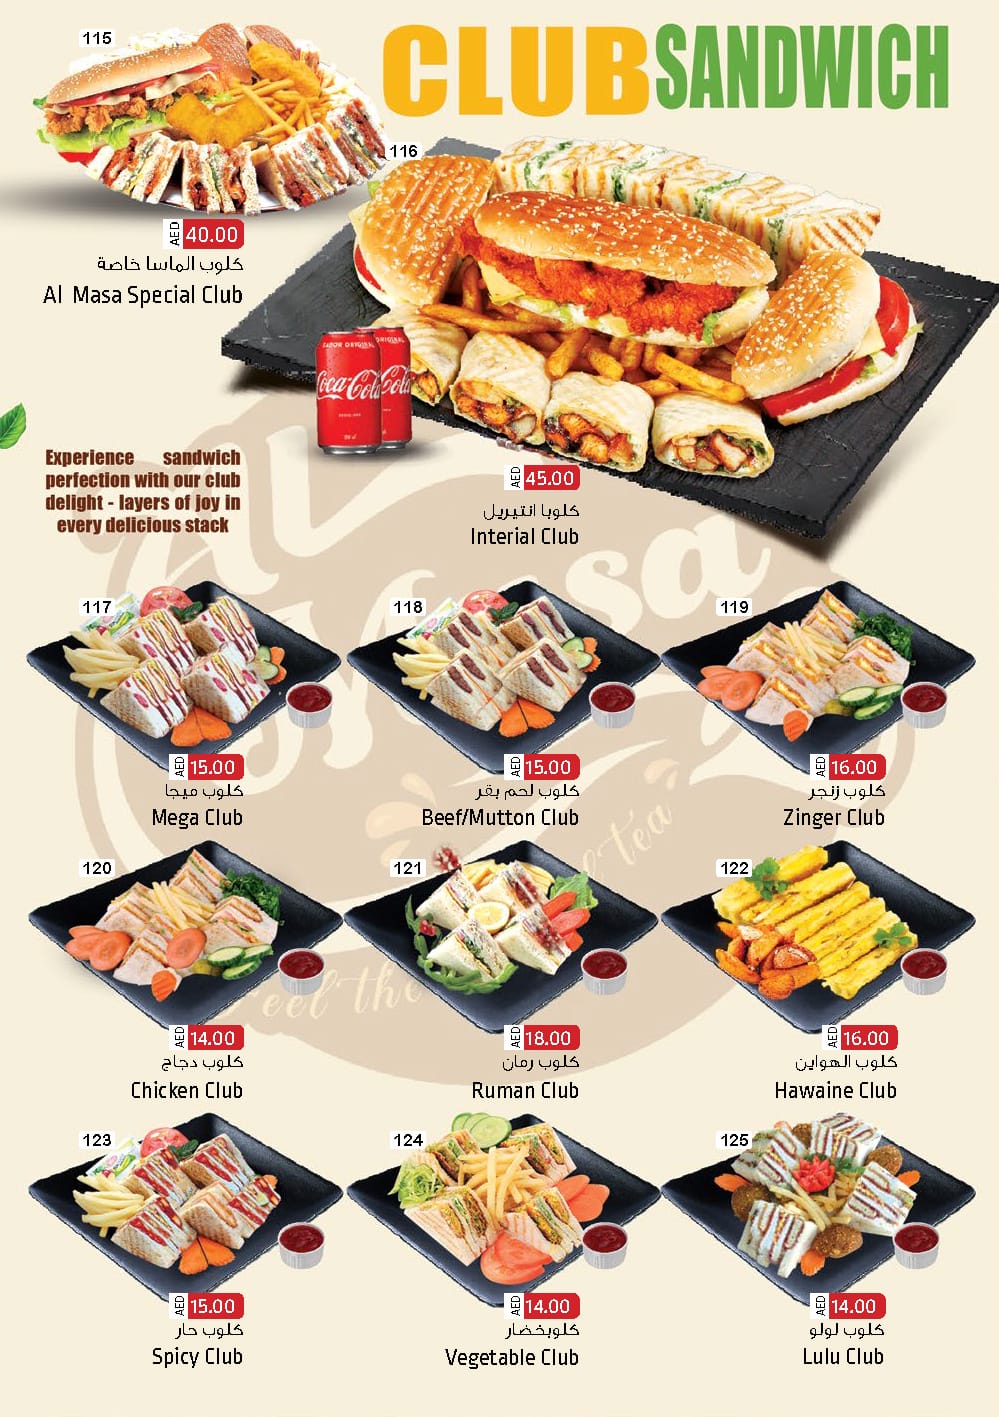 CLUB SANDWICH
115
AED 40.00
كلوب الماسا خاصة
Al Masa Special Club
116
SABOR ORIGINAL
Coca-Cola
Experience sandwich
perfection with our club
delight - layers of joy in
every delicious stack
AED 45.00
كلوبا انتيريل
Interial Club
117
AED 15.00
كلوب ميجا
Mega Club
118
AED 15.00
كلوب لحم بقر
Beef/Mutton Club
119
AED 16.00
كلوب زنجر
Zinger Club
120
AED 14.00
كلوب دجاج
Chicken Club
121
AED 18.00
كلوب رمان
Ruman Club
122
AED 16.00
كلوب الهواين
Hawaine Club
123
AED 15.00
كلوب حار
Spicy Club
124
AED 14.00
كلوبخضار
Vegetable Club
125
AED 14.00
كلوب لولو
Lulu Club